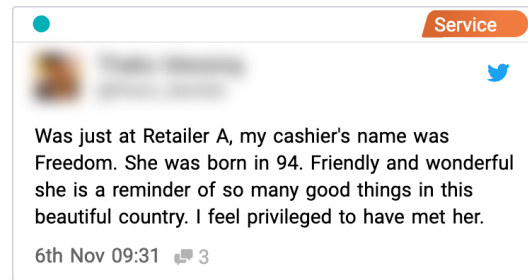 Service
Was just at Retailer A, my cashier's name was
Freedom. She was born in 94. Friendly and wonderful
she is a reminder of so many good things in this
beautiful country. I feel privileged to have met her.
6th Nov 09:31 3